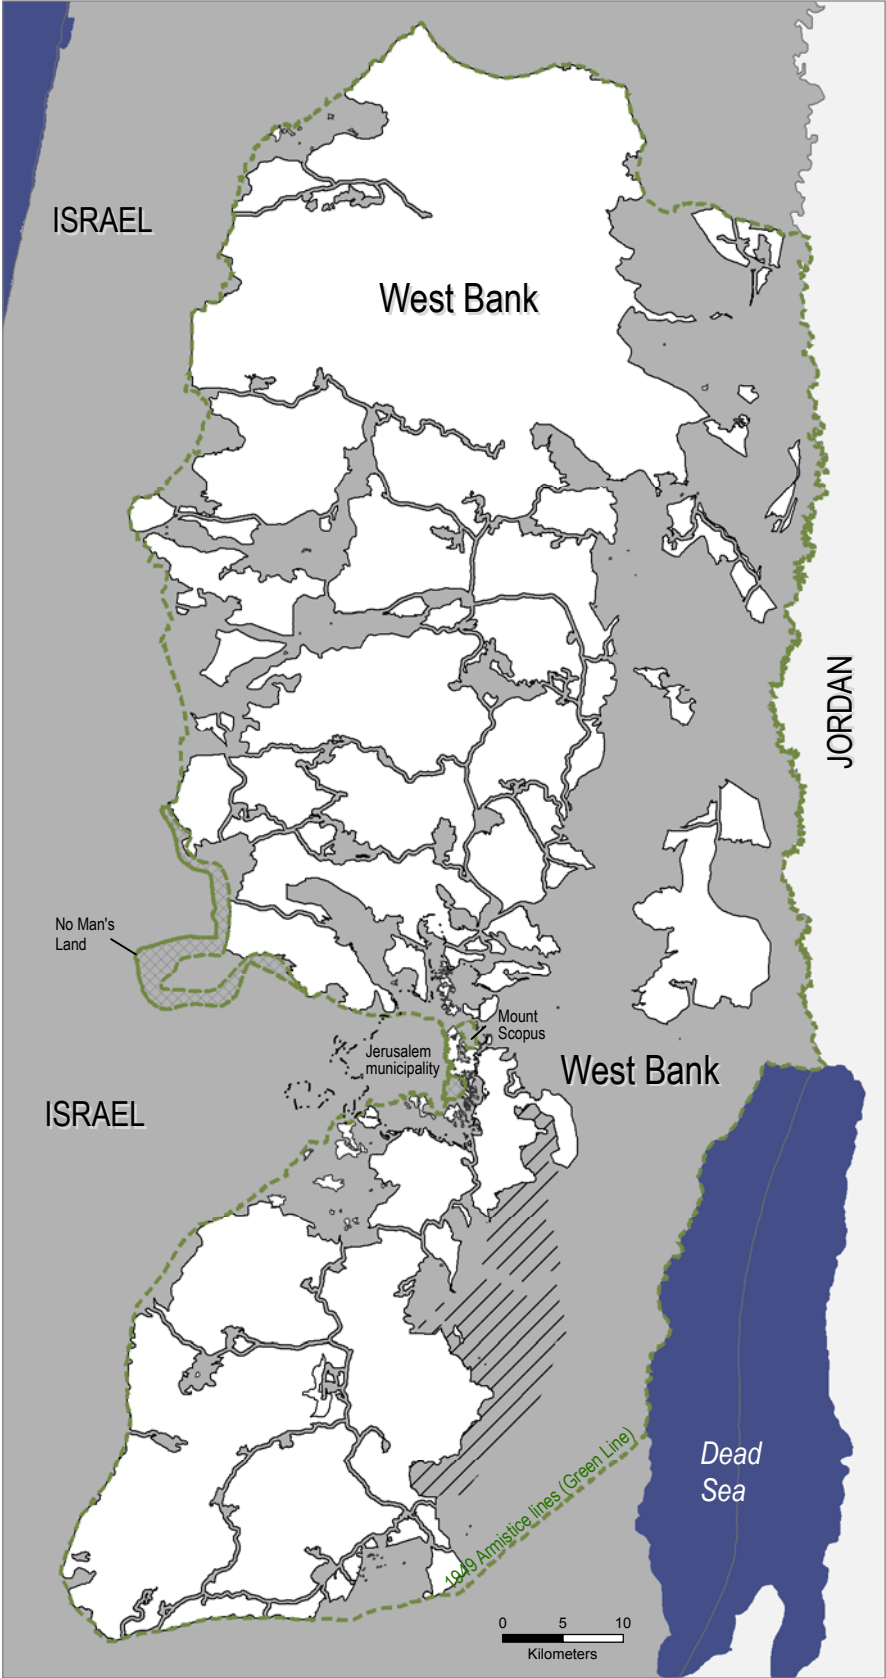 ISRAEL
West Bank
JORDAN
No Man's
Land
Mount
Scopus
Jerusalem
municipality
West Bank
ISRAEL
Dead
Sea
1949 Armistice lines (Green Line)
0 5 10
Kilometers